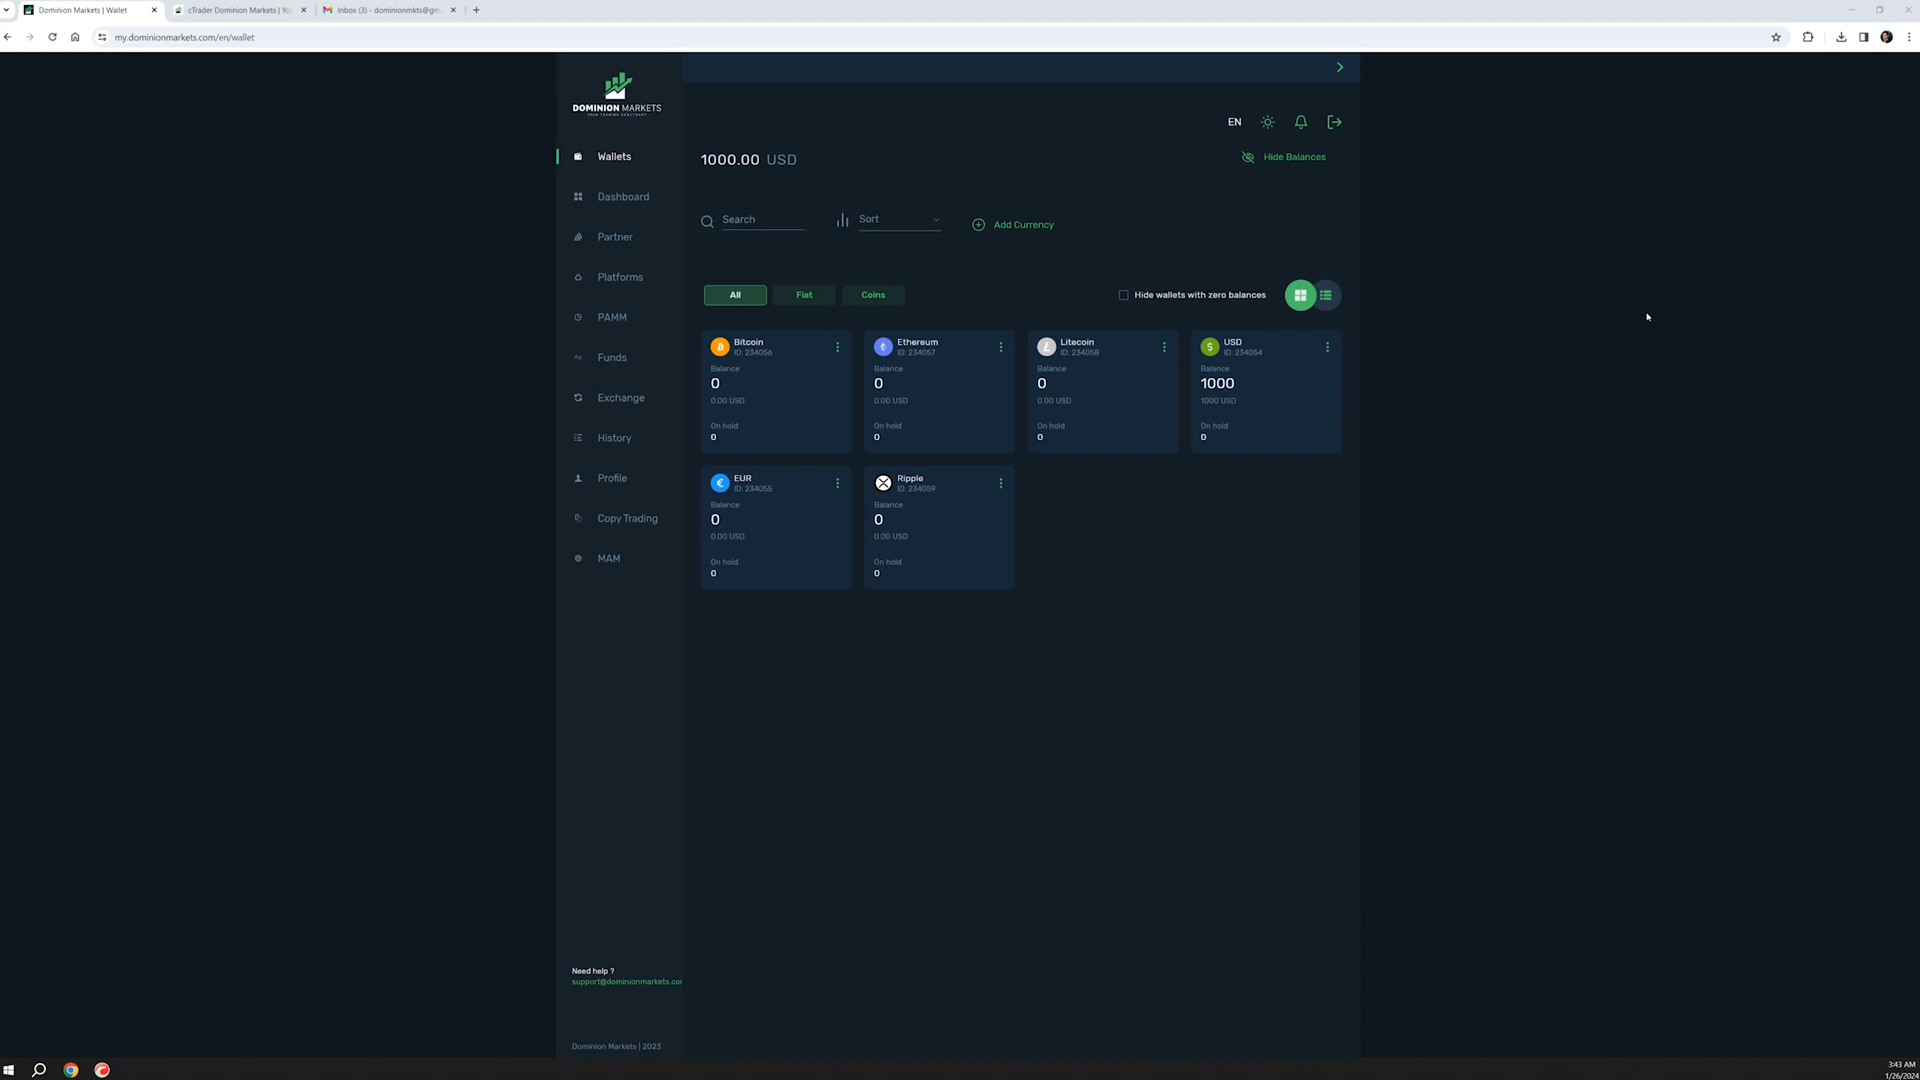 Dominion Markets | Wallet
cTrader Dominion Markets | Yo
Inbox (3) - dominionmkts@gm
my.dominionmarkets.com/en/wallet
DOMINION MARKETS
YOUR TRADING SANCTUARY
EN
Wallets
1000.00 USD
Hide Balances
Dashboard
Search
Sort
Add Currency
Partner
Platforms
All
Fiat
Coins
Hide wallets with zero balances
PAMM
Funds
Exchange
History
Profile
Copy Trading
MAM
Bitcoin
ID: 234056
Balance
0
0.00 USD
On hold
0
Ethereum
ID: 234057
Balance
0
0.00 USD
On hold
0
Litecoin
ID: 234058
Balance
0
0.00 USD
On hold
0
USD
ID: 234054
Balance
1000
1000 USD
On hold
0
EUR
ID: 234055
Balance
0
0.00 USD
On hold
0
Ripple
ID: 234059
Balance
0
0.00 USD
On hold
0
Need help ?
support@dominionmarkets.cor
Dominion Markets | 2023
3:43 AM
1/26/2024